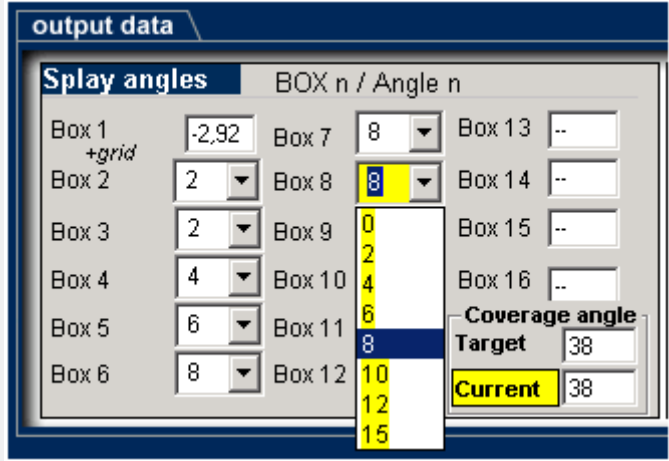 output data
Splay angles BOX n / Angle n
Box 1 -2,92 Box 7 8 Box 13 --
+grid
Box 2 2 Box 8 8 Box 14 --
Box 3 2 Box 9 0 Box 15 --
2
Box 4 4 Box 10 4 Box 16 --
Box 5 6 Box 11 6 Coverage angle
8 Target 38
Box 6 8 Box 12 10 Current 38
12
15